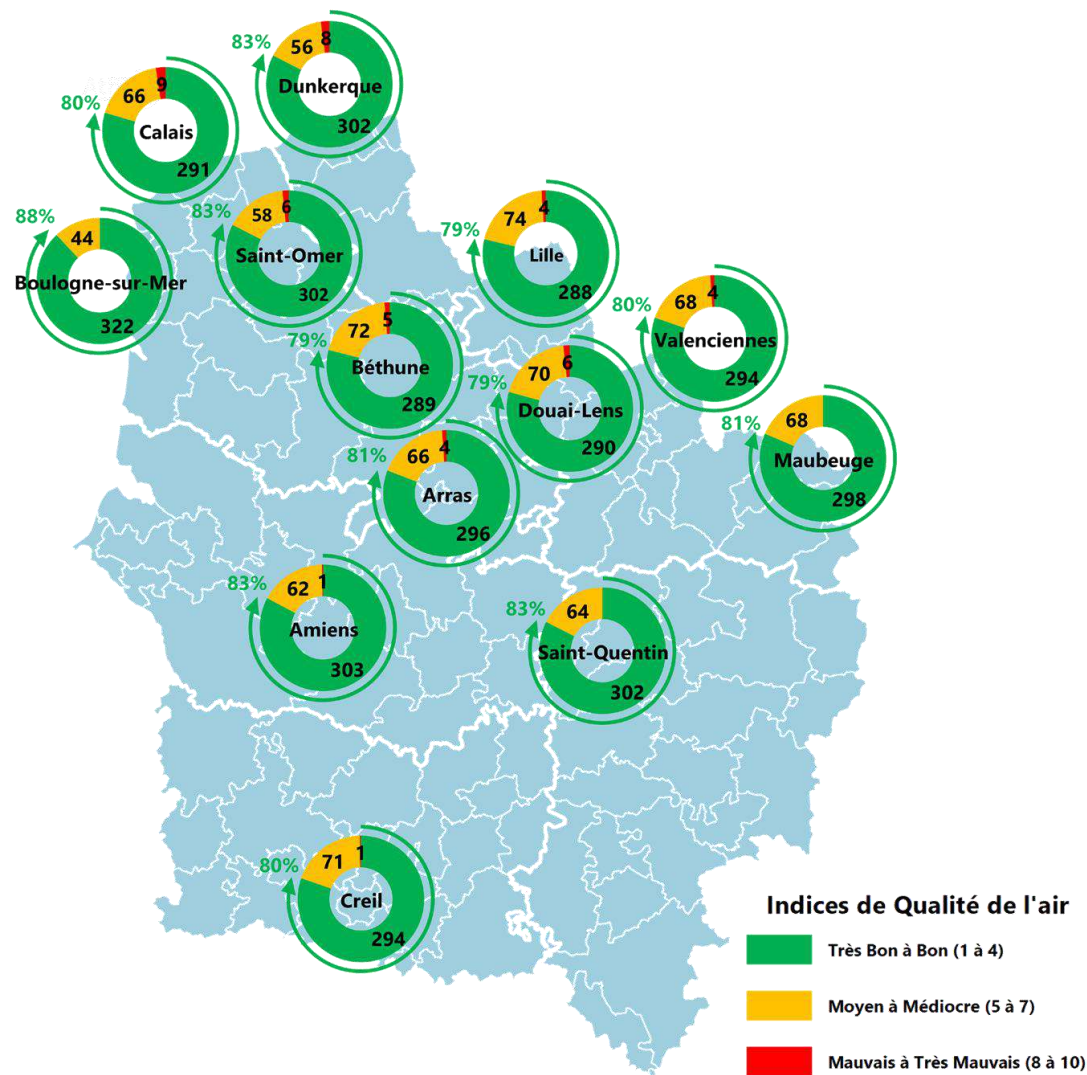 83%
56
8
Dunkerque
302
80%
66
9
Calais
291
88%
44
Boulogne-sur-Mer
322
83%
58
6
Saint-Omer
302
79%
74
4
Lille
288
80%
68
4
Valenciennes
294
79%
72
5
Béthune
289
79%
70
6
Douai-Lens
290
81%
68
Maubeuge
298
81%
66
4
Arras
296
83%
62
1
Amiens
303
83%
64
Saint-Quentin
302
80%
71
1
Creil
294
Indices de Qualité de l'air
Très Bon à Bon (1 à 4)
Moyen à Médiocre (5 à 7)
Mauvais à Très Mauvais (8 à 10)